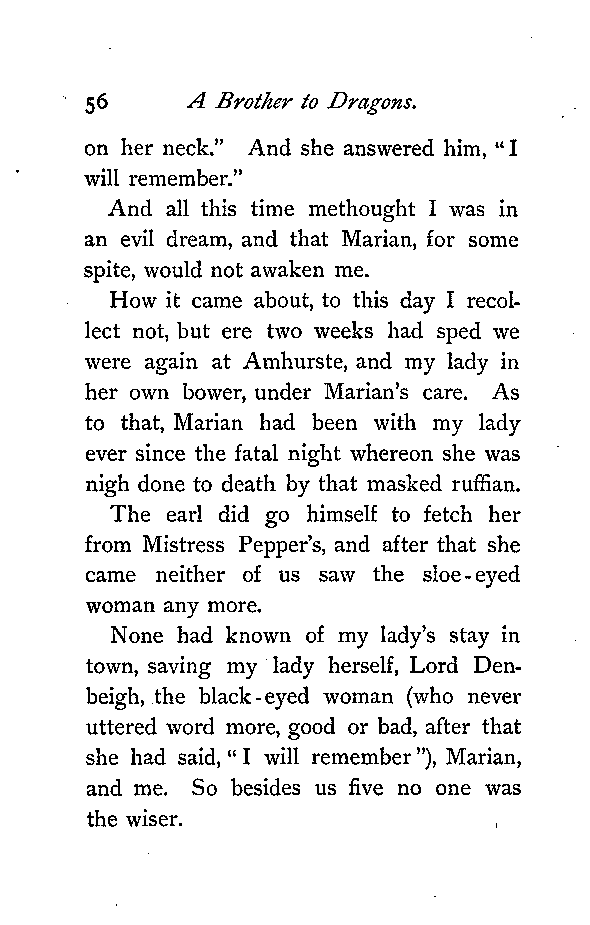 56 A Brother to Dragons.
on her neck.” And she answered him, “I
will remember.”
And all this time methought I was in
an evil dream, and that Marian, for some
spite, would not awaken me.
How it came about, to this day I recol-
lect not, but ere two weeks had sped we
were again at Amhurste, and my lady in
her own bower, under Marian’s care. As
to that, Marian had been with my lady
ever since the fatal night whereon she was
nigh done to death by that masked ruffian.
The earl did go himself to fetch her
from Mistress Pepper’s, and after that she
came neither of us saw the sloe-eyed
woman any more.
None had known of my lady’s stay in
town, saving my lady herself, Lord Den-
beigh, the black-eyed woman (who never
uttered word more, good or bad, after that
she had said, “I will remember”), Marian,
and me. So besides us five no one was
the wiser.